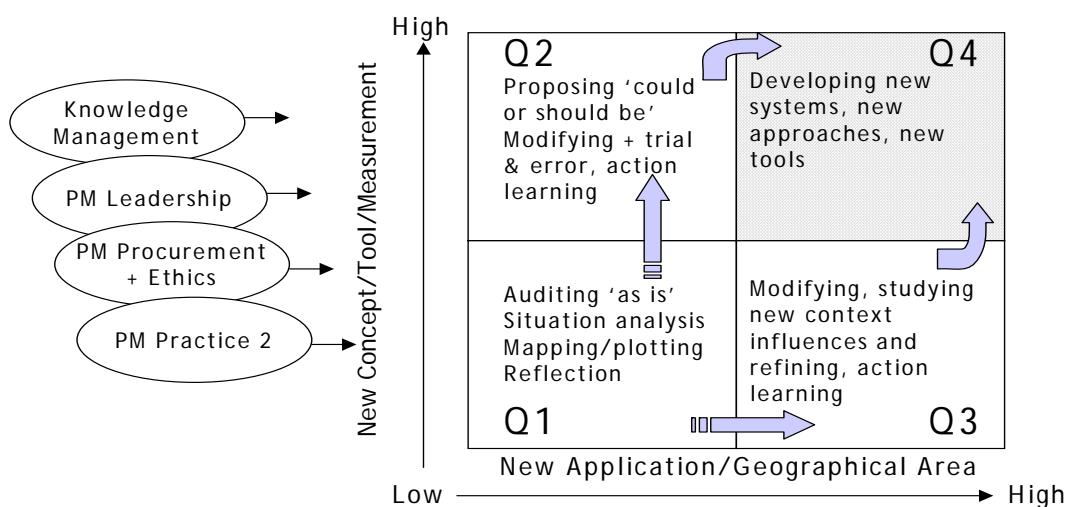 Knowledge
Management
PM Leadership
PM Procurement
+ Ethics
PM Practice 2
New Concept/Tool/Measurement
High
Q2
Proposing ‘could
or should be’
Modifying + trial
& error, action
learning
Q4
Developing new
systems, new
approaches, new
tools
Auditing ‘as is’
Situation analysis
Mapping/plotting
Reflection
Q1
Modifying, studying
new context
influences and
refining, action
learning
Q3
New Application/Geographical Area
Low
High